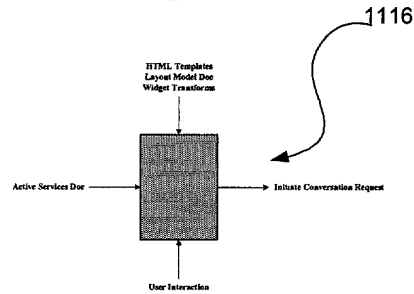 1116
HTML Templates
Layout Model Doc
Widget Transforms
Active Services Doc
Initiate Conversation Request
User Interaction